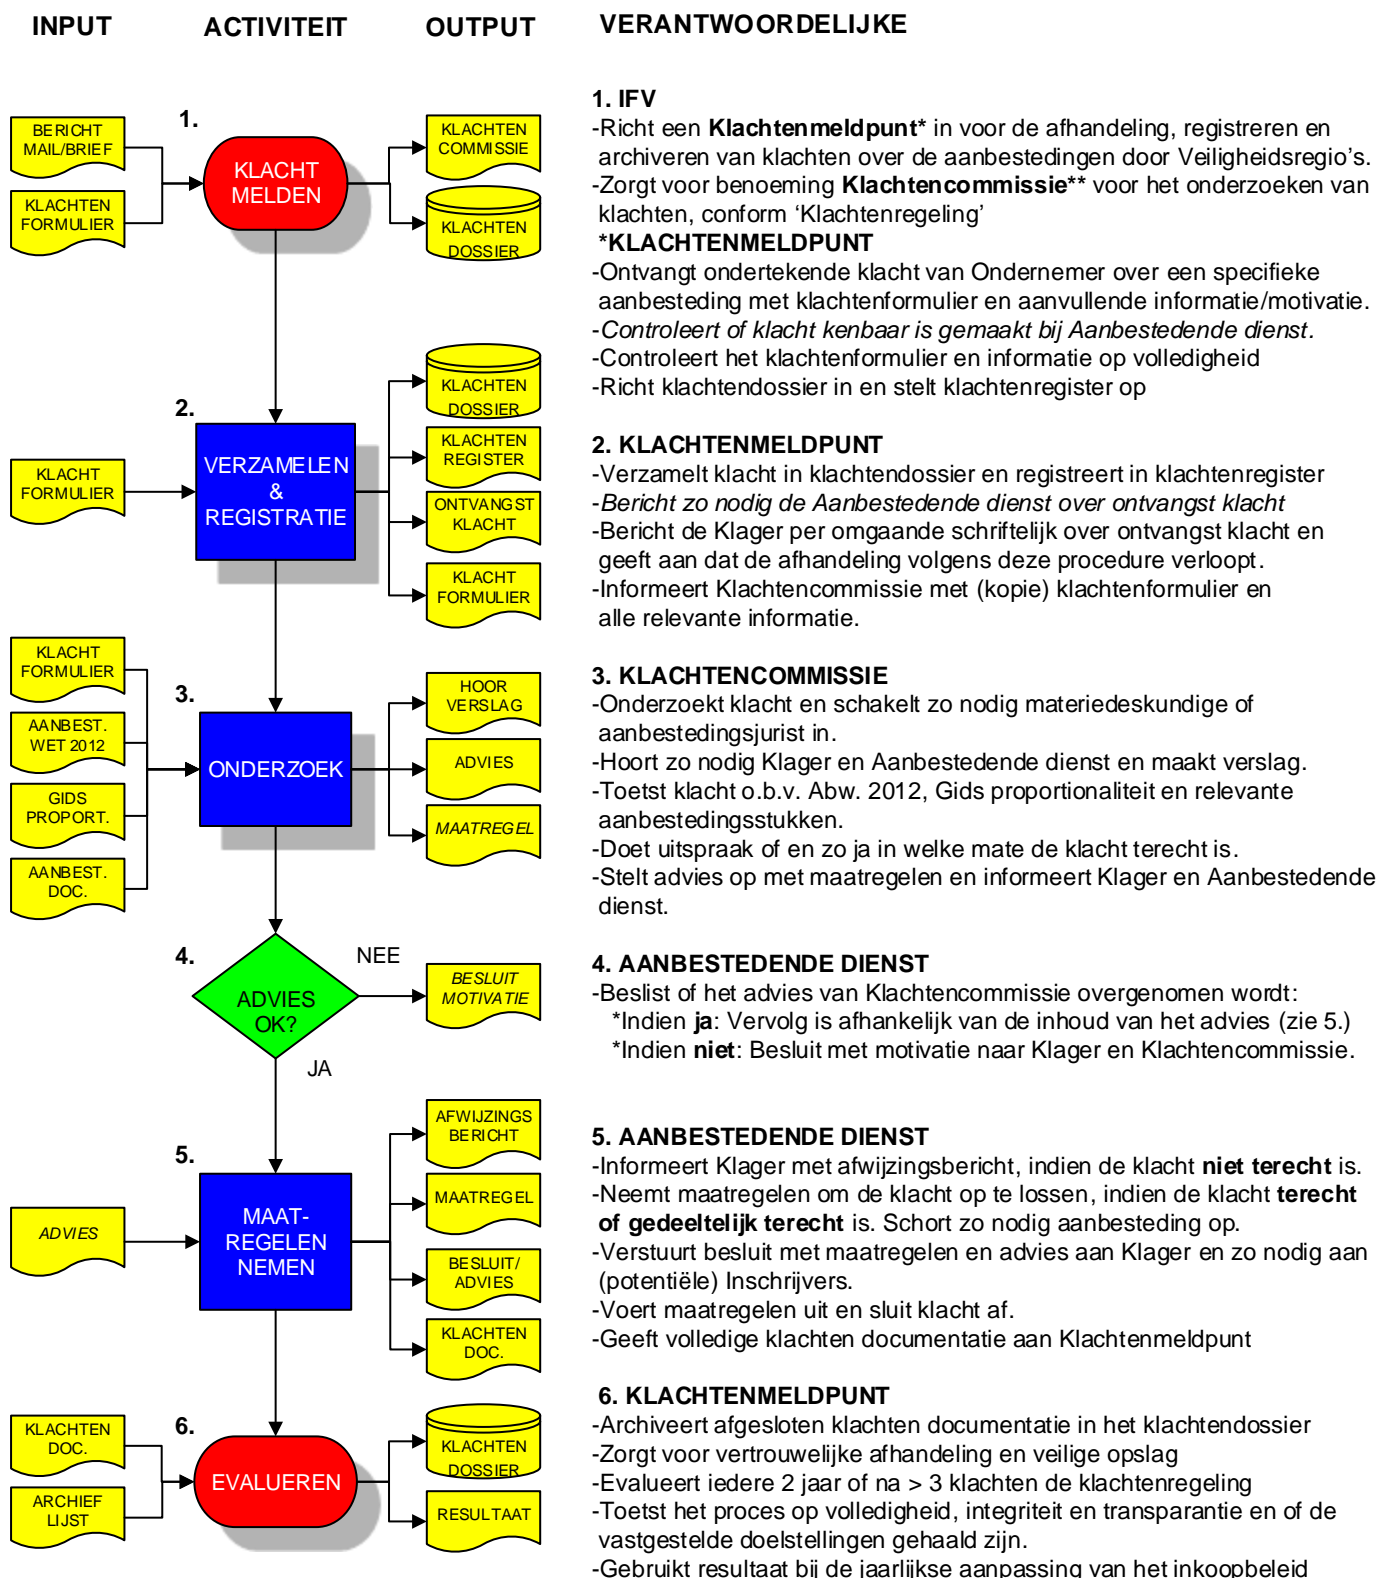 INPUT
ACTIVITEIT
OUTPUT
VERANTWOORDELIJKE
1.
BERICHT
MAIL/BRIEF
KLACHTEN
FORMULIER
KLACHT
MELDEN
KLACHTEN
COMMISSIE
KLACHTEN
DOSSIER
1. IFV
-Richt een Klachtenmeldpunt* in voor de afhandeling, registreren en
archiveren van klachten over de aanbestedingen door Veiligheidsregio's.
-Zorgt voor benoeming Klachtencommissie** voor het onderzoeken van
klachten, conform ‘Klachtenregeling’
*KLACHTENMELDPUNT
-Ontvangt ondertekende klacht van Ondernemer over een specifieke
aanbesteding met klachtenformulier en aanvullende informatie/motivatie.
-Controleert of klacht kenbaar is gemaakt bij Aanbestedende dienst.
-Controleert het klachtenformulier en informatie op volledigheid
-Richt klachtendossier in en stelt klachtenregister op
2.
KLACHT
FORMULIER
VERZAMELEN
&
REGISTRATIE
KLACHTEN
DOSSIER
KLACHTEN
REGISTER
ONTVANGST
KLACHT
KLACHT
FORMULIER
2. KLACHTENMELDPUNT
-Verzamelt klacht in klachtendossier en registreert in klachtenregister
-Bericht zo nodig de Aanbestedende dienst over ontvangst klacht
-Bericht de Klager per omgaande schriftelijk over ontvangst klacht en
geeft aan dat de afhandeling volgens deze procedure verloopt.
-Informeert Klachtencommissie met (kopie) klachtenformulier en
alle relevante informatie.
3.
KLACHT
FORMULIER
AANBEST.
WET 2012
GIDS
PROPORT.
AANBEST.
DOC.
ONDERZOEK
HOOR
VERSLAG
ADVIES
MAATREGEL
3. KLACHTENCOMMISSIE
-Onderzoekt klacht en schakelt zo nodig materiedeskundige of
aanbestedingsjurist in.
-Hoort zo nodig Klager en Aanbestedende dienst en maakt verslag.
-Toetst klacht o.b.v. Abw. 2012, Gids proportionaliteit en relevante
aanbestedingsstukken.
-Doet uitspraak of en zo ja in welke mate de klacht terecht is.
-Stelt advies op met maatregelen en informeert Klager en Aanbestedende
dienst.
4.
ADVIES
OK?
NEE
JA
BESLUIT
MOTIVATIE
4. AANBESTEDENDE DIENST
-Beslist of het advies van Klachtencommissie overgenomen wordt:
*Indien ja: Vervolg is afhankelijk van de inhoud van het advies (zie 5.)
*Indien niet: Besluit met motivatie naar Klager en Klachtencommissie.
5.
ADVIES
MAAT-
REGELEN
NEMEN
AFWIJZINGS
BERICHT
MAATREGEL
BESLUIT/
ADVIES
KLACHTEN
DOC.
5. AANBESTEDENDE DIENST
-Informeert Klager met afwijzingsbericht, indien de klacht niet terecht is.
-Neemt maatregelen om de klacht op te lossen, indien de klacht terecht
of gedeeltelijk terecht is. Schort zo nodig aanbesteding op.
-Verstuurt besluit met maatregelen en advies aan Klager en zo nodig aan
(potentiële) Inschrijvers.
-Voert maatregelen uit en sluit klacht af.
-Geeft volledige klachten documentatie aan Klachtenmeldpunt
6.
KLACHTEN
DOC.
ARCHIEF
LIJST
EVALUEREN
KLACHTEN
DOSSIER
RESULTAAT
6. KLACHTENMELDPUNT
-Archiveert afgesloten klachten documentatie in het klachtendossier
-Zorgt voor vertrouwelijke afhandeling en veilige opslag
-Evalueert iedere 2 jaar of na > 3 klachten de klachtenregeling
-Toetst het proces op volledigheid, integriteit en transparantie en of de
vastgestelde doelstellingen gehaald zijn.
-Gebruikt resultaat bij de jaarlijkse aanpassing van het inkoopbeleid